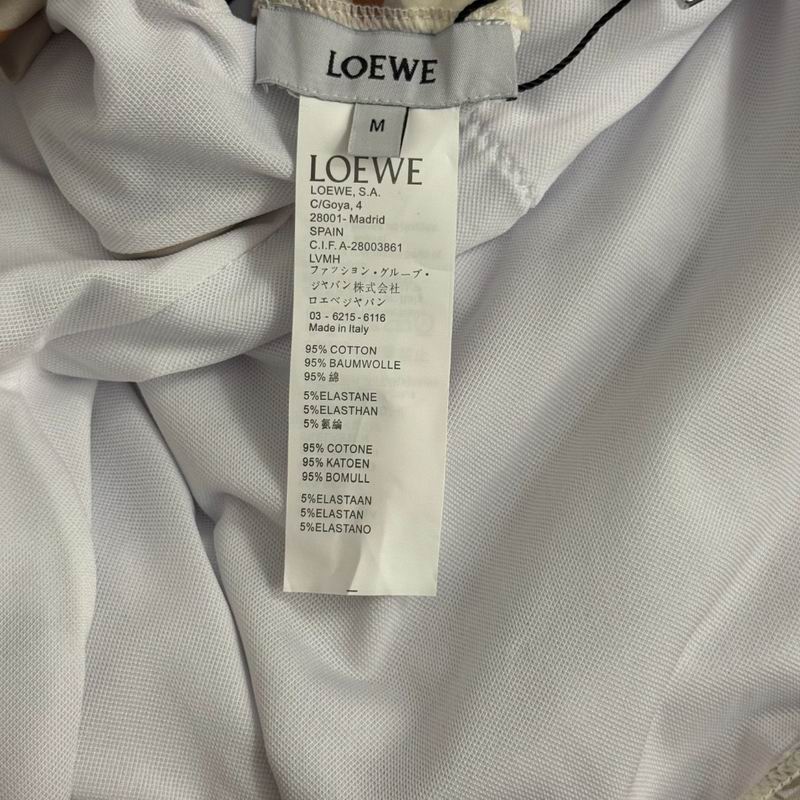 LOEWE
M
LOEWE
LOEWE, S.A.
C/Goya, 4
28001- Madrid
SPAIN
C.I.F. A-28003861
LVMH
ファッション・グループ・
ジャパン株式会社
ロエベジャパン
03 - 6215 - 6116
Made in Italy
95% COTTON
95% BAUMWOLLE
95% 綿
5%ELASTANE
5%ELASTHAN
5% 氨綸
95% COTONE
95% KATOEN
95% BOMULL
5%ELASTAAN
5%ELASTAN
5%ELASTANO